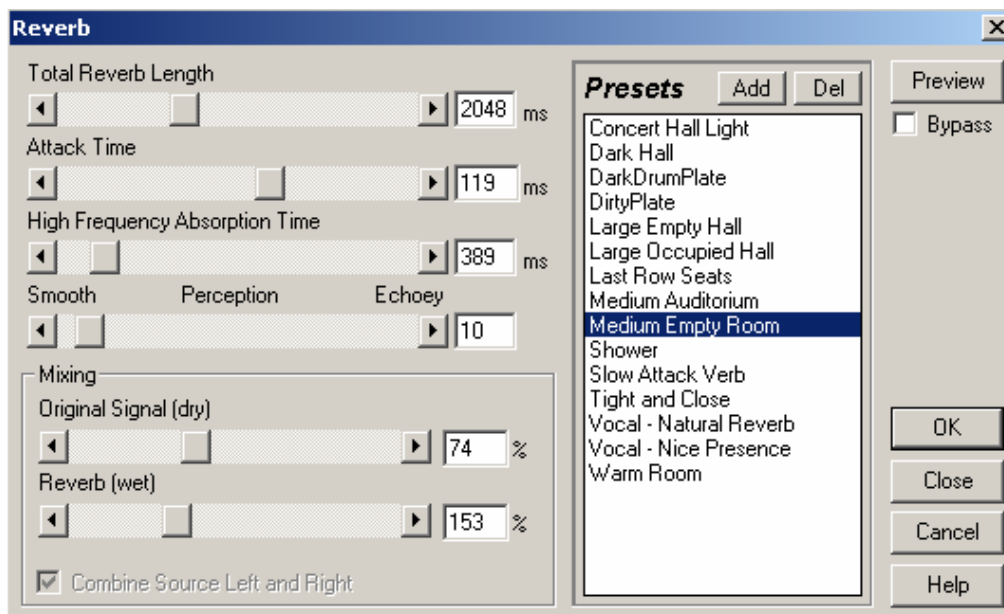 Reverb
Total Reverb Length
2048 ms
Attack Time
119 ms
High Frequency Absorption Time
389 ms
Smooth Perception Echoey
10
Mixing
Original Signal (dry)
74 %
Reverb (wet)
153 %
Combine Source Left and Right
Presets Add Del
Concert Hall Light
Dark Hall
DarkDrumPlate
DirtyPlate
Large Empty Hall
Large Occupied Hall
Last Row Seats
Medium Auditorium
Medium Empty Room
Shower
Slow Attack Verb
Tight and Close
Vocal - Natural Reverb
Vocal - Nice Presence
Warm Room
Preview
Bypass
OK
Close
Cancel
Help